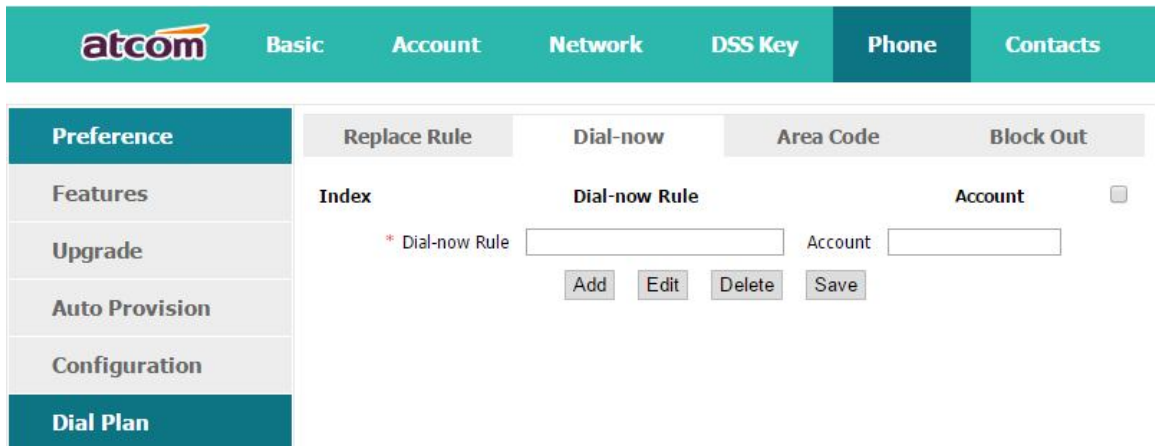 atcom Basic Account Network DSS Key Phone Contacts
Preference
Features
Upgrade
Auto Provision
Configuration
Dial Plan
Replace Rule Dial-now Area Code Block Out
Index Dial-now Rule Account
* Dial-now Rule Account
Add Edit Delete Save